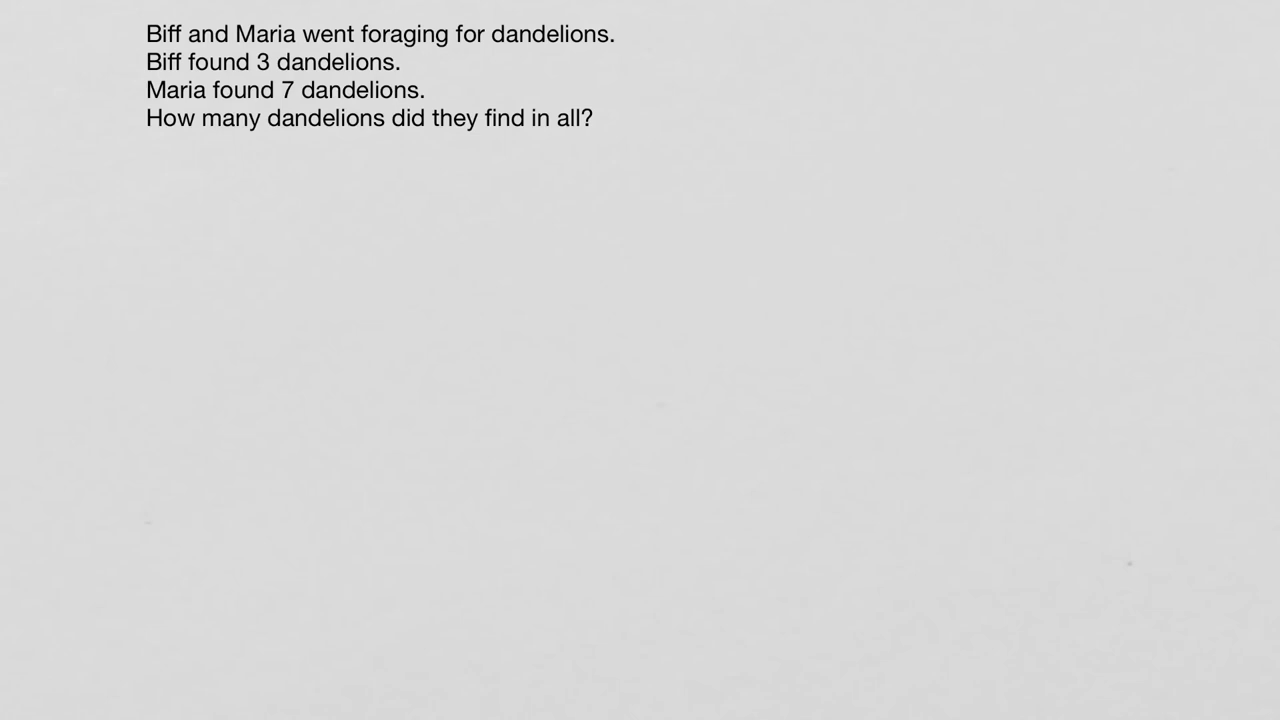 Biff and Maria went foraging for dandelions.
Biff found 3 dandelions.
Maria found 7 dandelions.
How many dandelions did they find in all?